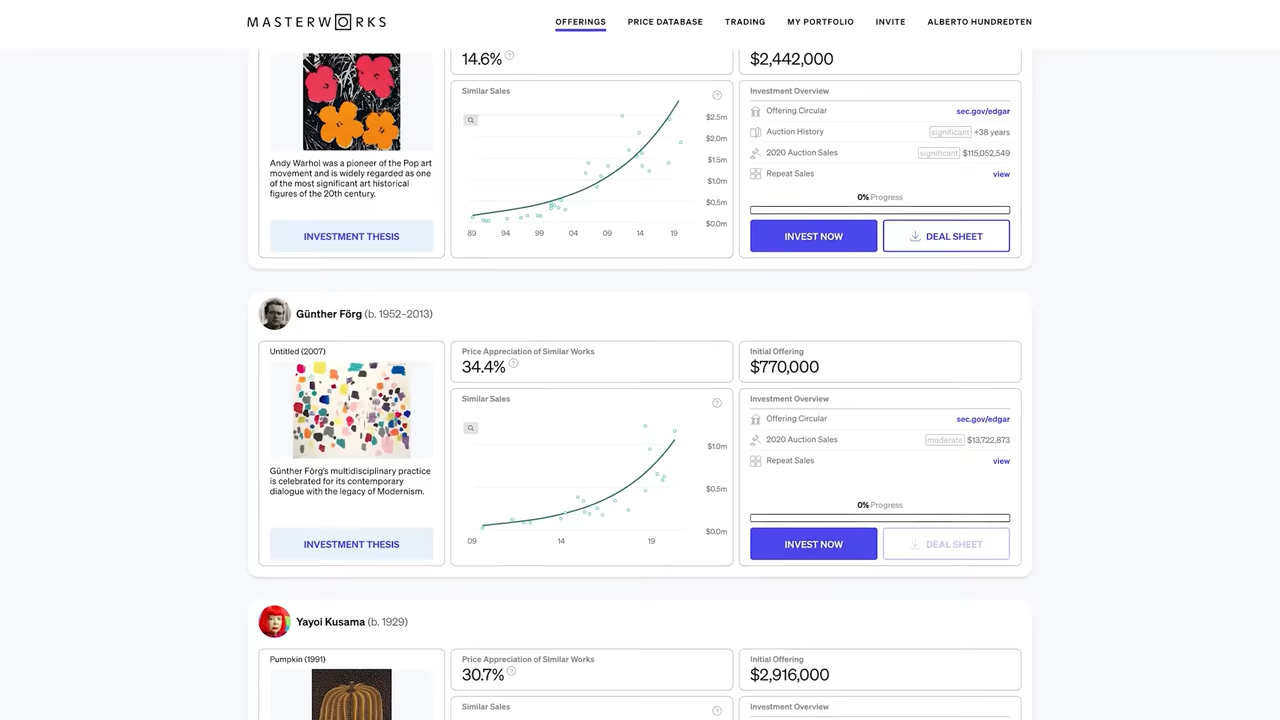 MASTERWORKS
OFFERINGS
PRICE DATABASE
TRADING
MY PORTFOLIO
INVITE
ALBERTO HUNDREDTEN
14.6%
$2,442,000
Andy Warhol was a pioneer of the Pop art
movement and is widely regarded as one
of the most significant art historical
figures of the 20th century.
INVESTMENT THESIS
Similar Sales
?
$2.5m
$2.0m
$1.5m
$1.0m
$0.5m
$0.0m
89 94 99 04 09 14 19
Investment Overview
Offering Circular sec.gov/edgar
Auction History significant +38 years
2020 Auction Sales significant $115,052,549
Repeat Sales view
0% Progress
INVEST NOW
DEAL SHEET
Günther Förg (b. 1952–2013)
Untitled (2007)
Günther Förg's multidisciplinary practice
is celebrated for its contemporary
dialogue with the legacy of Modernism.
INVESTMENT THESIS
Price Appreciation of Similar Works
34.4% ?
Similar Sales
?
$1.0m
$0.5m
$0.0m
09 14 19
Initial Offering
$770,000
Investment Overview
Offering Circular sec.gov/edgar
2020 Auction Sales moderate $13,722,873
Repeat Sales view
0% Progress
INVEST NOW
DEAL SHEET
Yayoi Kusama (b. 1929)
Pumpkin (1991)
Price Appreciation of Similar Works
30.7% ?
Similar Sales
?
Initial Offering
$2,916,000
Investment Overview